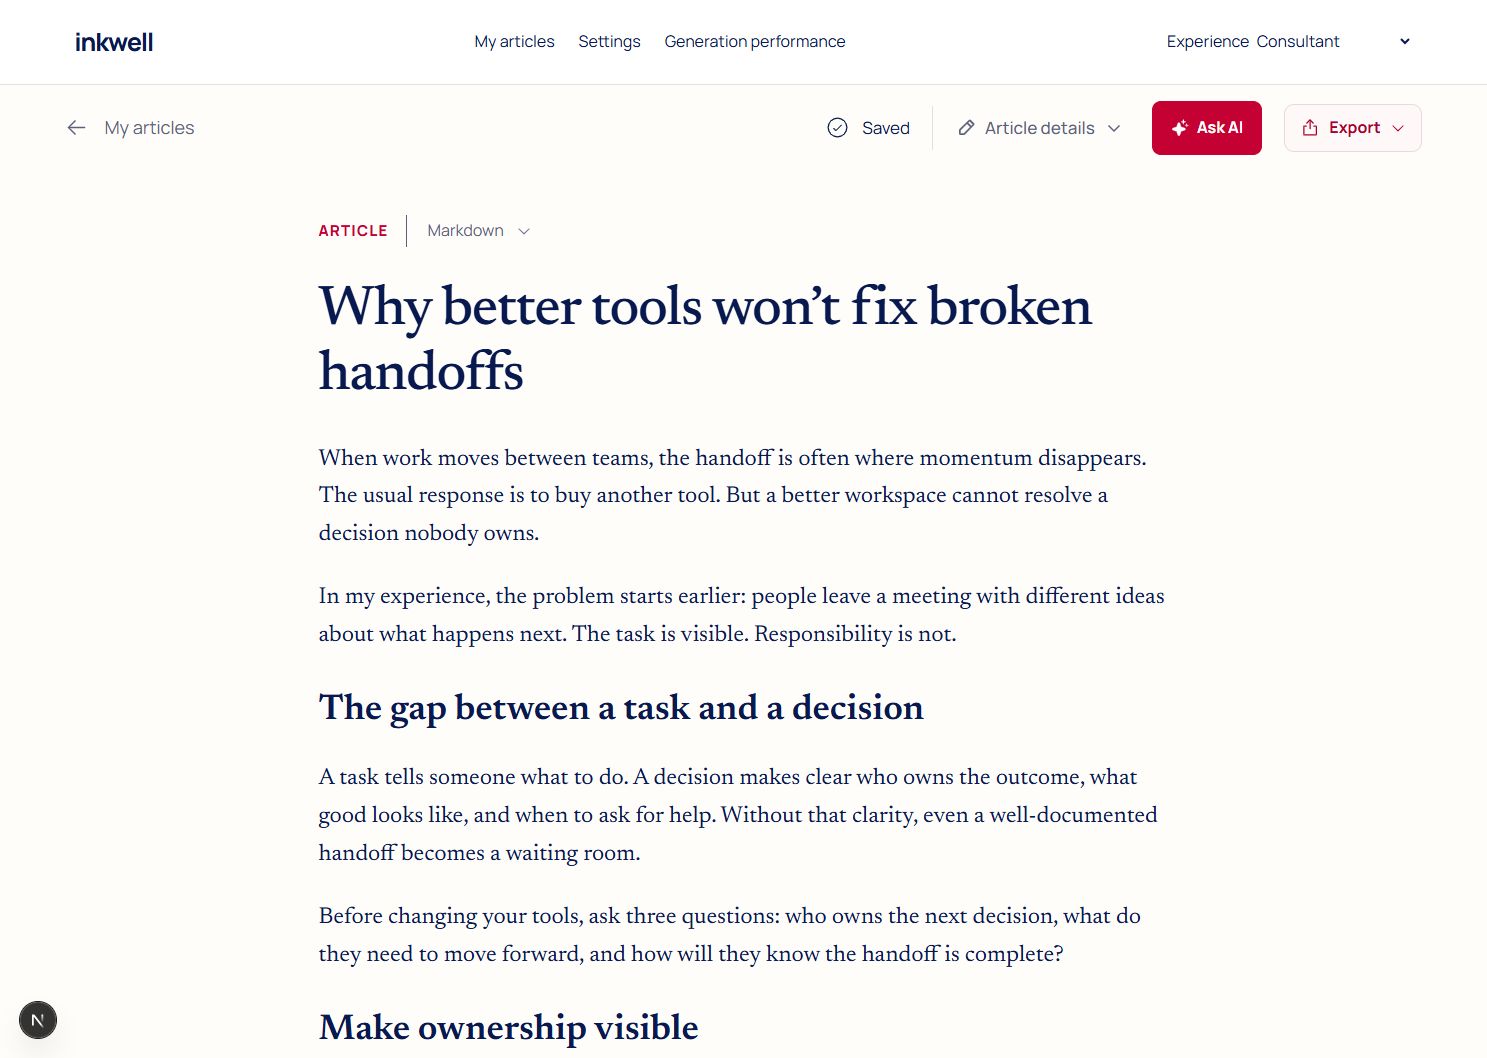 inkwell
My articles Settings Generation performance
Experience Consultant
My articles
Saved
Article details
Ask AI
Export
ARTICLE
Markdown
Why better tools won’t fix broken
handoffs
When work moves between teams, the handoff is often where momentum disappears.
The usual response is to buy another tool. But a better workspace cannot resolve a
decision nobody owns.
In my experience, the problem starts earlier: people leave a meeting with different ideas
about what happens next. The task is visible. Responsibility is not.
The gap between a task and a decision
A task tells someone what to do. A decision makes clear who owns the outcome, what
good looks like, and when to ask for help. Without that clarity, even a well-documented
handoff becomes a waiting room.
Before changing your tools, ask three questions: who owns the next decision, what do
they need to move forward, and how will they know the handoff is complete?
Make ownership visible
N